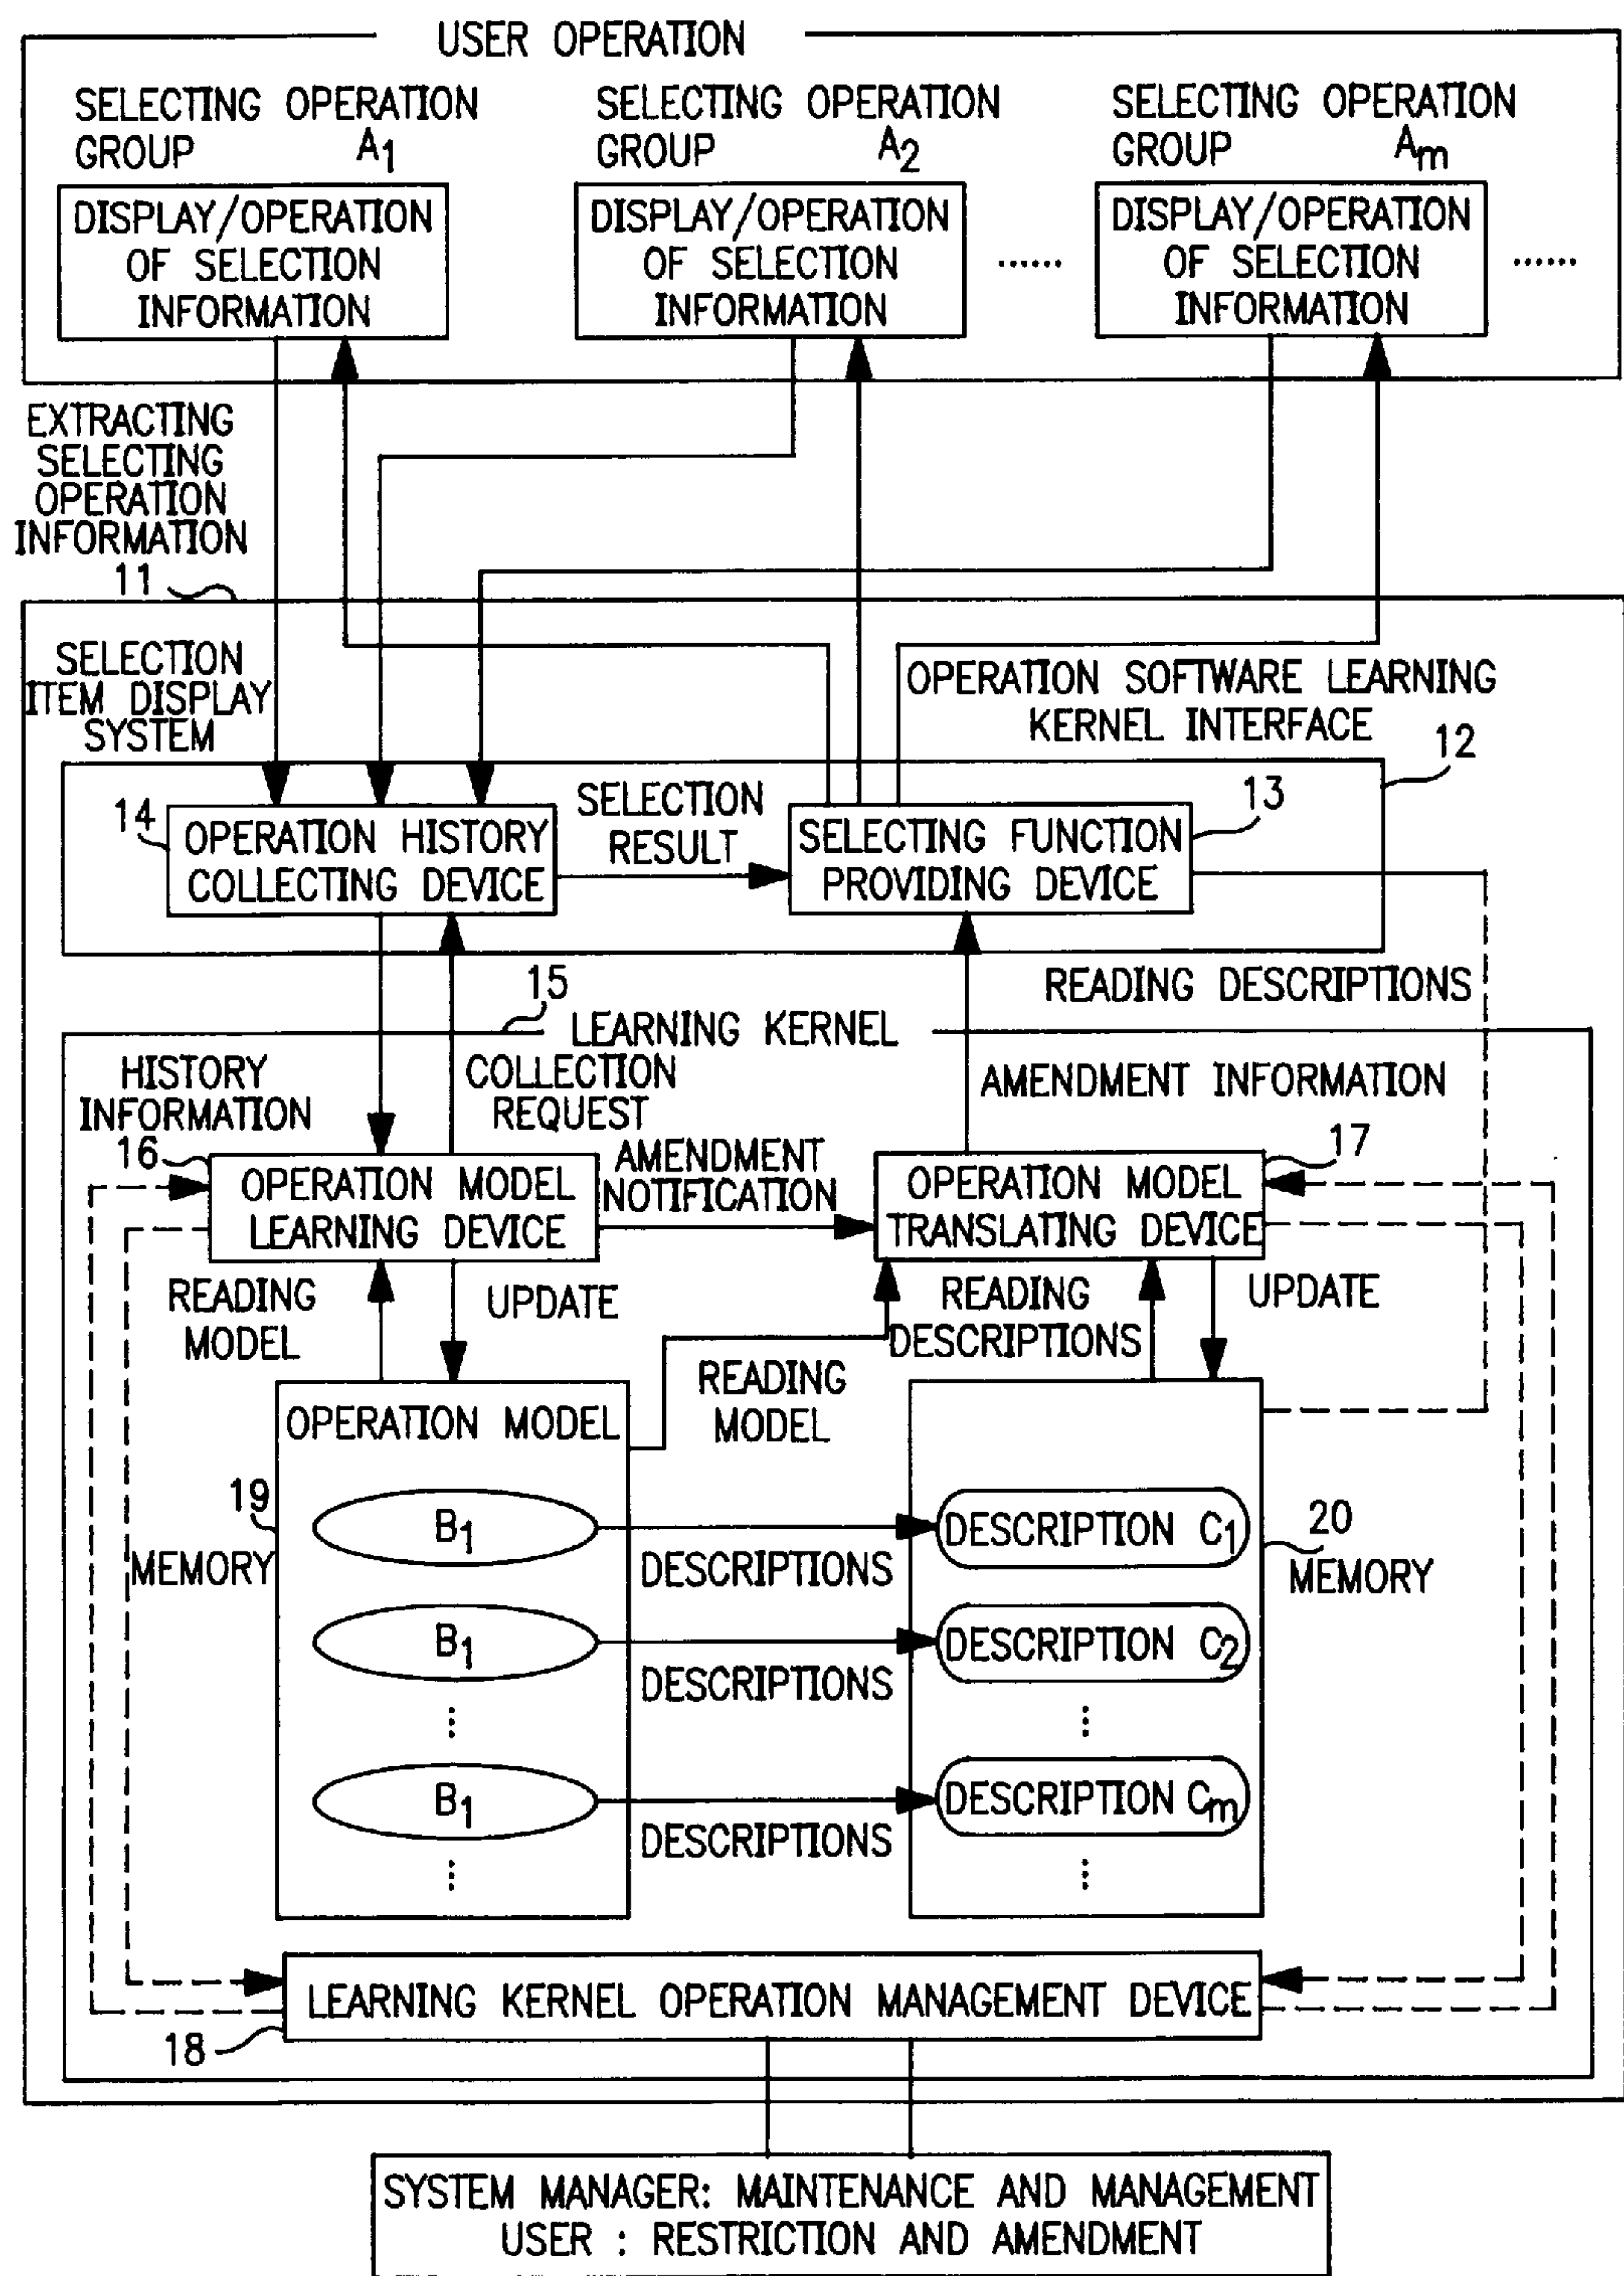 USER OPERATION
SELECTING OPERATION
GROUP A1
SELECTING OPERATION
GROUP A2
SELECTING OPERATION
GROUP Am
DISPLAY/OPERATION
OF SELECTION
INFORMATION
DISPLAY/OPERATION
OF SELECTION
INFORMATION
......
DISPLAY/OPERATION
OF SELECTION
INFORMATION
......
EXTRACTING
SELECTING
OPERATION
INFORMATION
11
SELECTION
ITEM DISPLAY
SYSTEM
OPERATION SOFTWARE LEARNING
KERNEL INTERFACE
12
14
OPERATION HISTORY
COLLECTING DEVICE
SELECTION
RESULT
SELECTING FUNCTION
PROVIDING DEVICE
13
READING DESCRIPTIONS
15
LEARNING KERNEL
HISTORY
INFORMATION
COLLECTION
REQUEST
AMENDMENT INFORMATION
16
OPERATION MODEL
LEARNING DEVICE
AMENDMENT
NOTIFICATION
OPERATION MODEL
TRANSLATING DEVICE
17
READING
MODEL
UPDATE
READING
DESCRIPTIONS
UPDATE
READING
MODEL
OPERATION MODEL
19
MEMORY
B1
DESCRIPTIONS
DESCRIPTION C1
20
MEMORY
B1
DESCRIPTIONS
DESCRIPTION C2
B1
DESCRIPTIONS
DESCRIPTION Cm
LEARNING KERNEL OPERATION MANAGEMENT DEVICE
18
SYSTEM MANAGER: MAINTENANCE AND MANAGEMENT
USER : RESTRICTION AND AMENDMENT